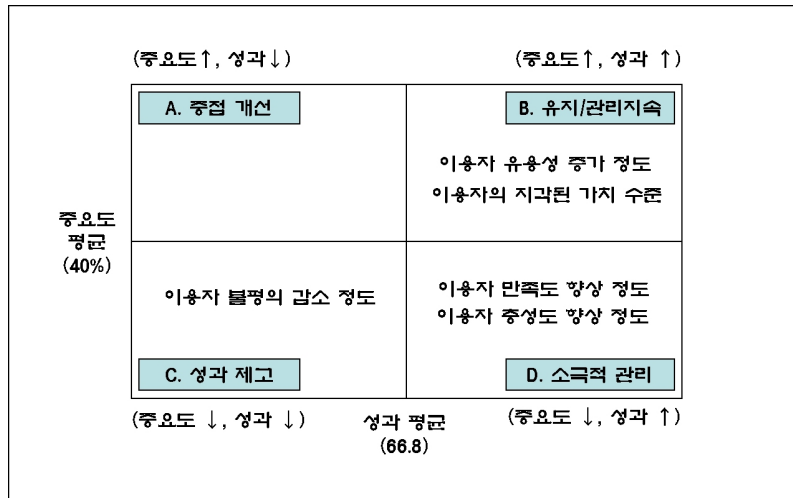 (중요도↑, 성과↓)
(중요도↑, 성과 ↑)
A. 중점 개선
B. 유지/관리지속
이용자 유용성 증가 정도
이용자의 지각된 가치 수준
중요도
평균
(40%)
이용자 불평의 감소 정도
이용자 만족도 향상 정도
이용자 충성도 향상 정도
C. 성과 제고
D. 소극적 관리
(중요도 ↓, 성과 ↓)
성과 평균
(66.8)
(중요도 ↓, 성과 ↑)